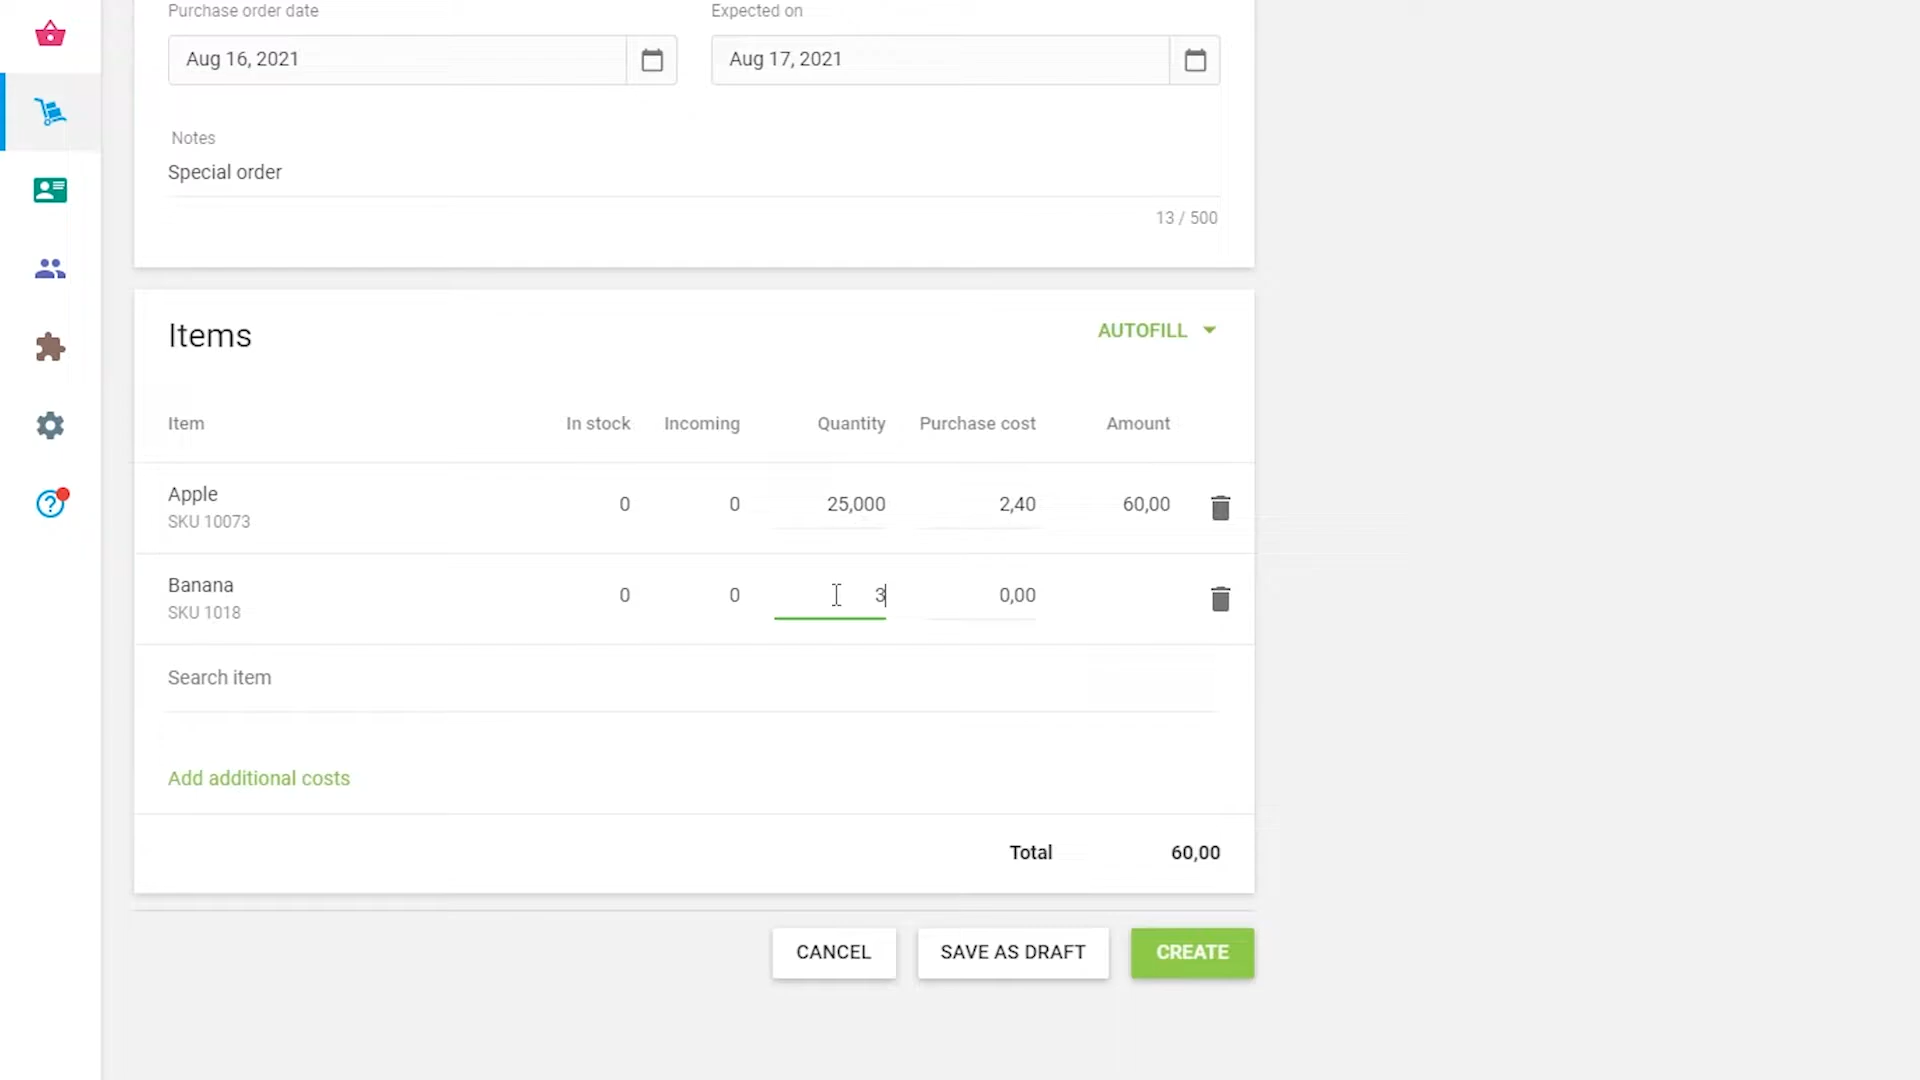 Purchase order date Expected on
Aug 16, 2021 Aug 17, 2021
Notes
Special order
13 / 500
Items AUTOFILL
Item In stock Incoming Quantity Purchase cost Amount
Apple 0 0 25,000 2,40 60,00
SKU 10073
Banana 0 0 3 0,00
SKU 1018
Search item
Add additional costs
Total 60,00
CANCEL SAVE AS DRAFT CREATE